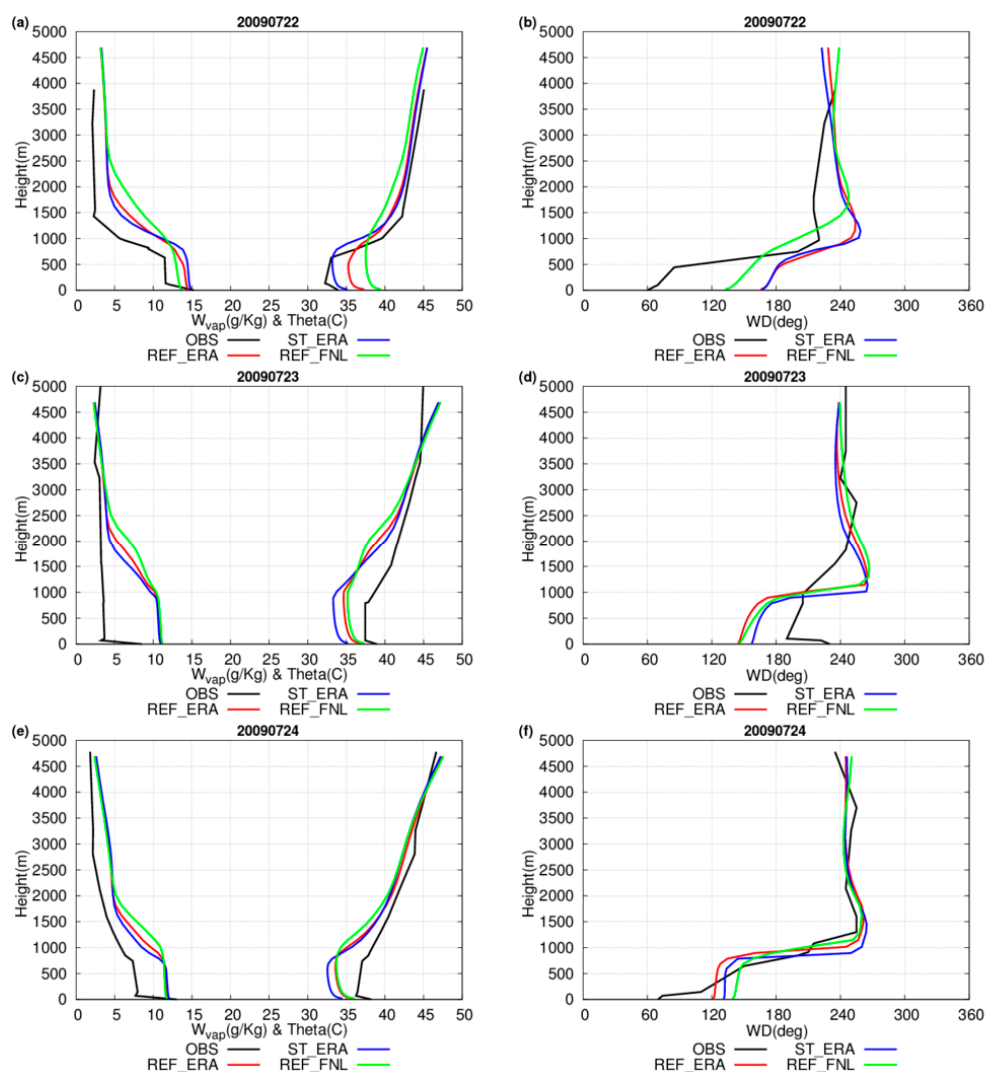 (a) 20090722
5000
4500
4000
3500
3000
2500
2000
1500
1000
500
0
Height(m)
0 5 10 15 20 25 30 35 40 45 50
Wvap(g/Kg) & Theta(C)
OBS ST_ERA
REF_ERA REF_FNL
(b) 20090722
5000
4500
4000
3500
3000
2500
2000
1500
1000
500
0
Height(m)
0 60 120 180 240 300 360
WD(deg)
OBS ST_ERA
REF_ERA REF_FNL
(c) 20090723
5000
4500
4000
3500
3000
2500
2000
1500
1000
500
0
Height(m)
0 5 10 15 20 25 30 35 40 45 50
Wvap(g/Kg) & Theta(C)
OBS ST_ERA
REF_ERA REF_FNL
(d) 20090723
5000
4500
4000
3500
3000
2500
2000
1500
1000
500
0
Height(m)
0 60 120 180 240 300 360
WD(deg)
OBS ST_ERA
REF_ERA REF_FNL
(e) 20090724
5000
4500
4000
3500
3000
2500
2000
1500
1000
500
0
Height(m)
0 5 10 15 20 25 30 35 40 45 50
Wvap(g/Kg) & Theta(C)
OBS ST_ERA
REF_ERA REF_FNL
(f) 20090724
5000
4500
4000
3500
3000
2500
2000
1500
1000
500
0
Height(m)
0 60 120 180 240 300 360
WD(deg)
OBS ST_ERA
REF_ERA REF_FNL